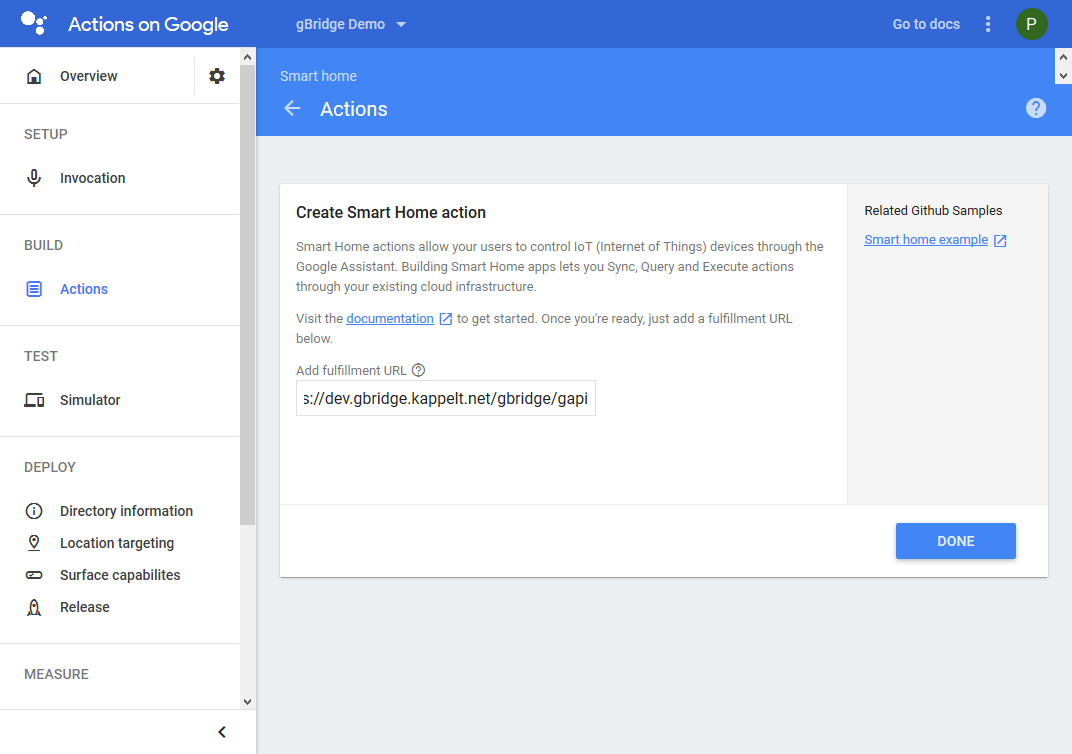 Actions on Google
gBridge Demo
Go to docs
P
Overview
SETUP
Invocation
BUILD
Actions
TEST
Simulator
DEPLOY
Directory information
Location targeting
Surface capabilites
Release
MEASURE
Smart home
Actions
?
Create Smart Home action
Smart Home actions allow your users to control IoT (Internet of Things) devices through the
Google Assistant. Building Smart Home apps lets you Sync, Query and Execute actions
through your existing cloud infrastructure.
Visit the documentation to get started. Once you're ready, just add a fulfillment URL
below.
Add fulfillment URL ?
s://dev.gbridge.kappelt.net/gbridge/gapi
Related Github Samples
Smart home example
DONE